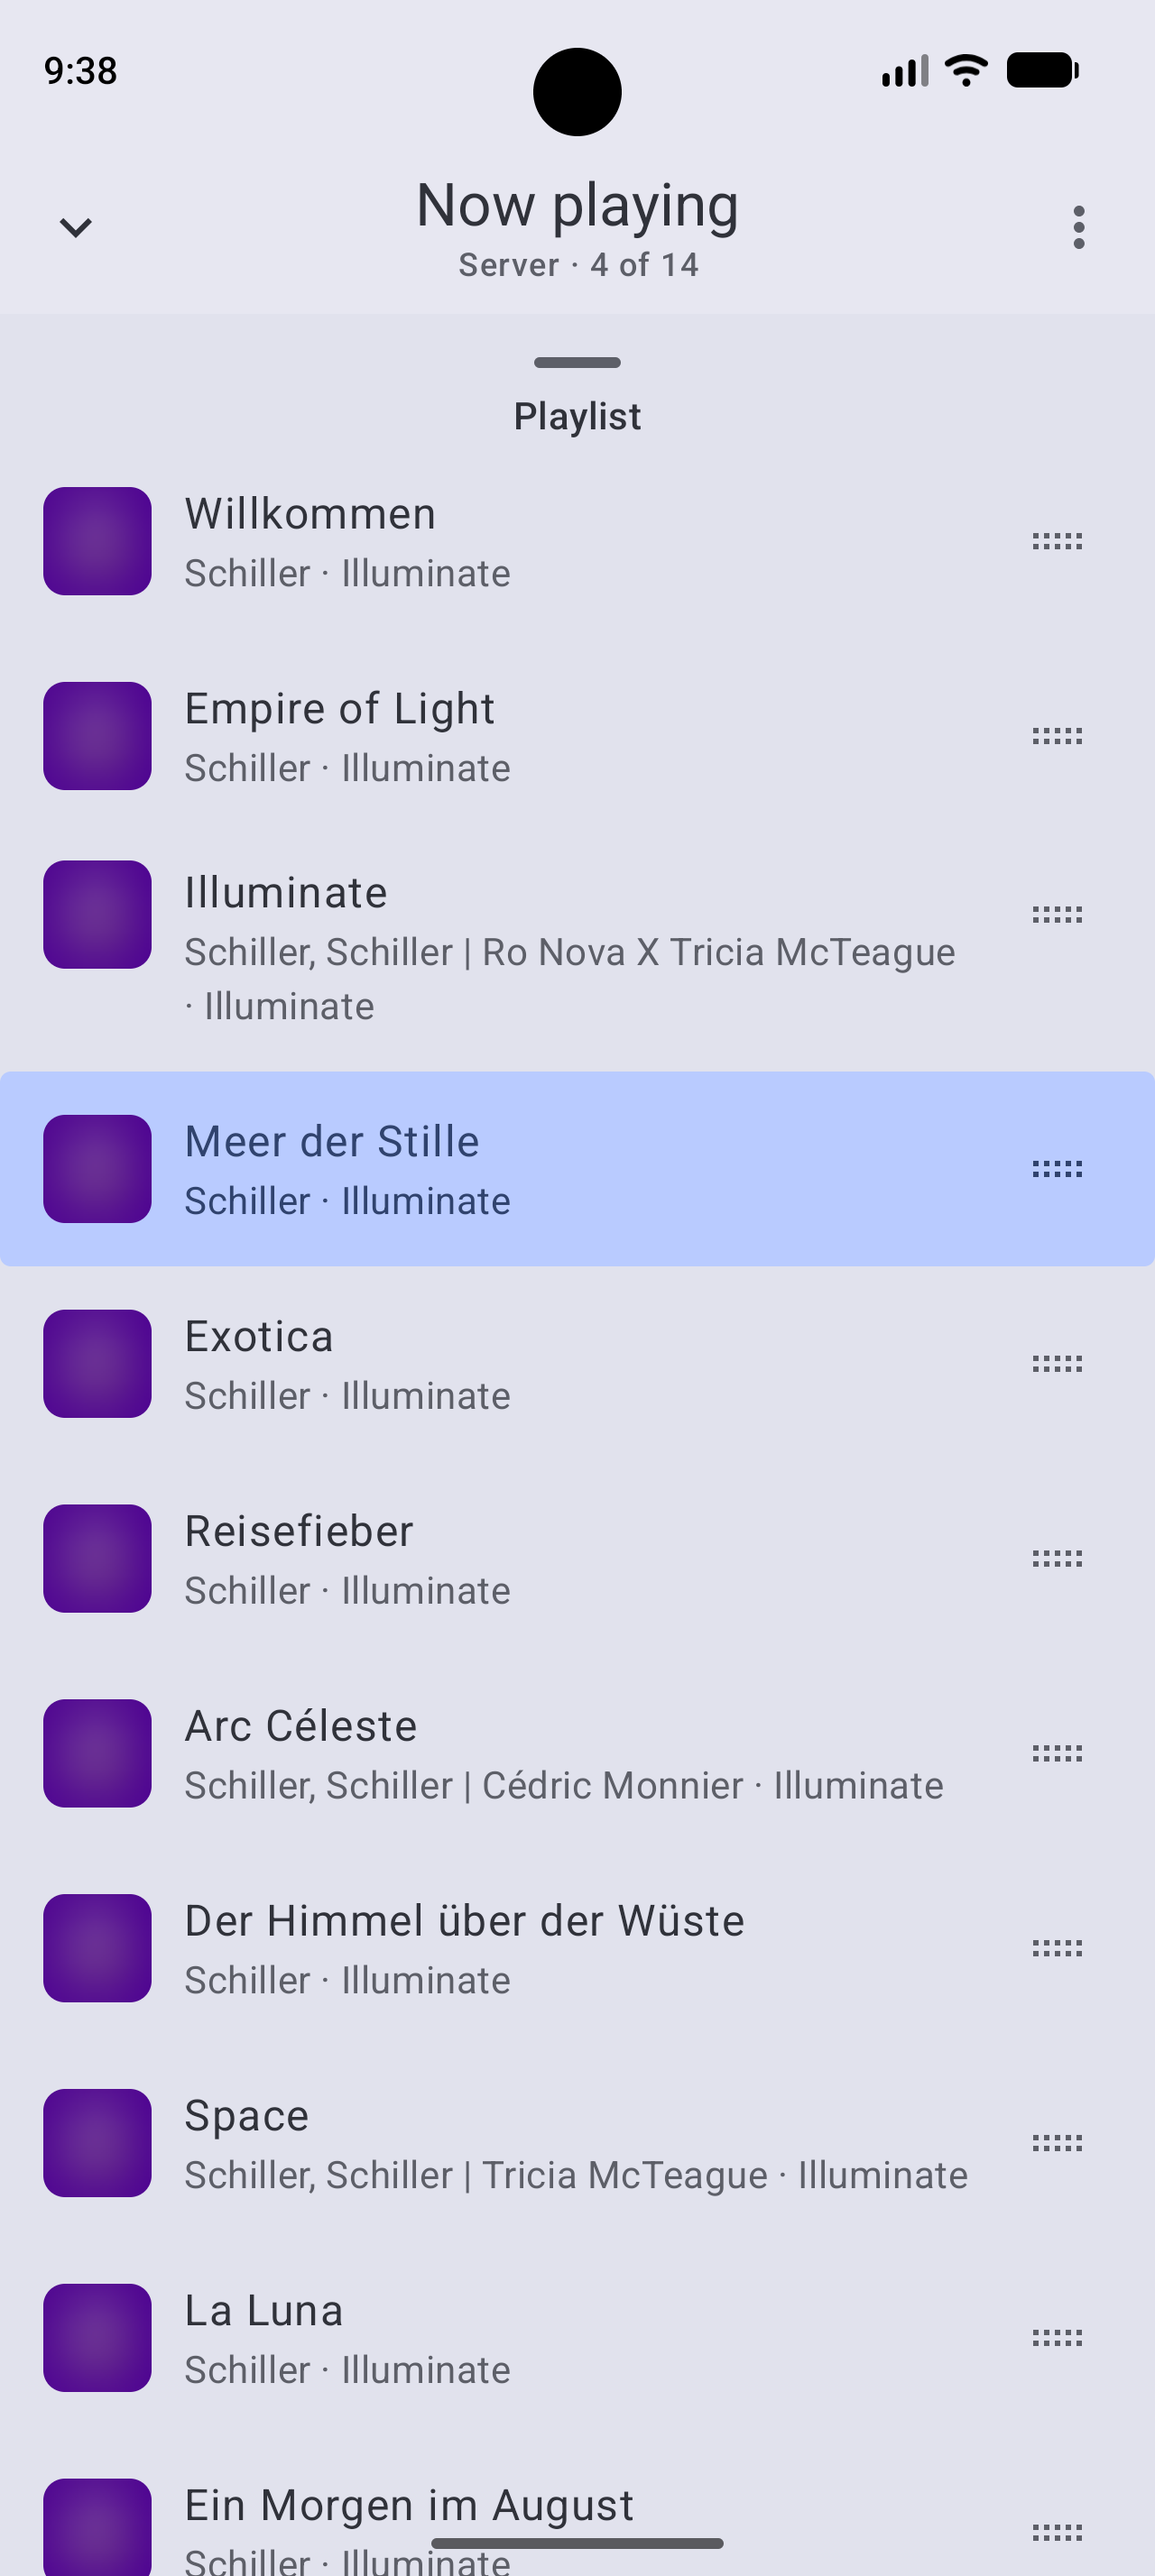 9:38
Now playing
Server · 4 of 14
Playlist
Willkommen
Schiller · Illuminate
Empire of Light
Schiller · Illuminate
Illuminate
Schiller, Schiller | Ro Nova X Tricia McTeague
· Illuminate
Meer der Stille
Schiller · Illuminate
Exotica
Schiller · Illuminate
Reisefieber
Schiller · Illuminate
Arc Céleste
Schiller, Schiller | Cédric Monnier · Illuminate
Der Himmel über der Wüste
Schiller · Illuminate
Space
Schiller, Schiller | Tricia McTeague · Illuminate
La Luna
Schiller · Illuminate
Ein Morgen im August
Schiller · Illuminate